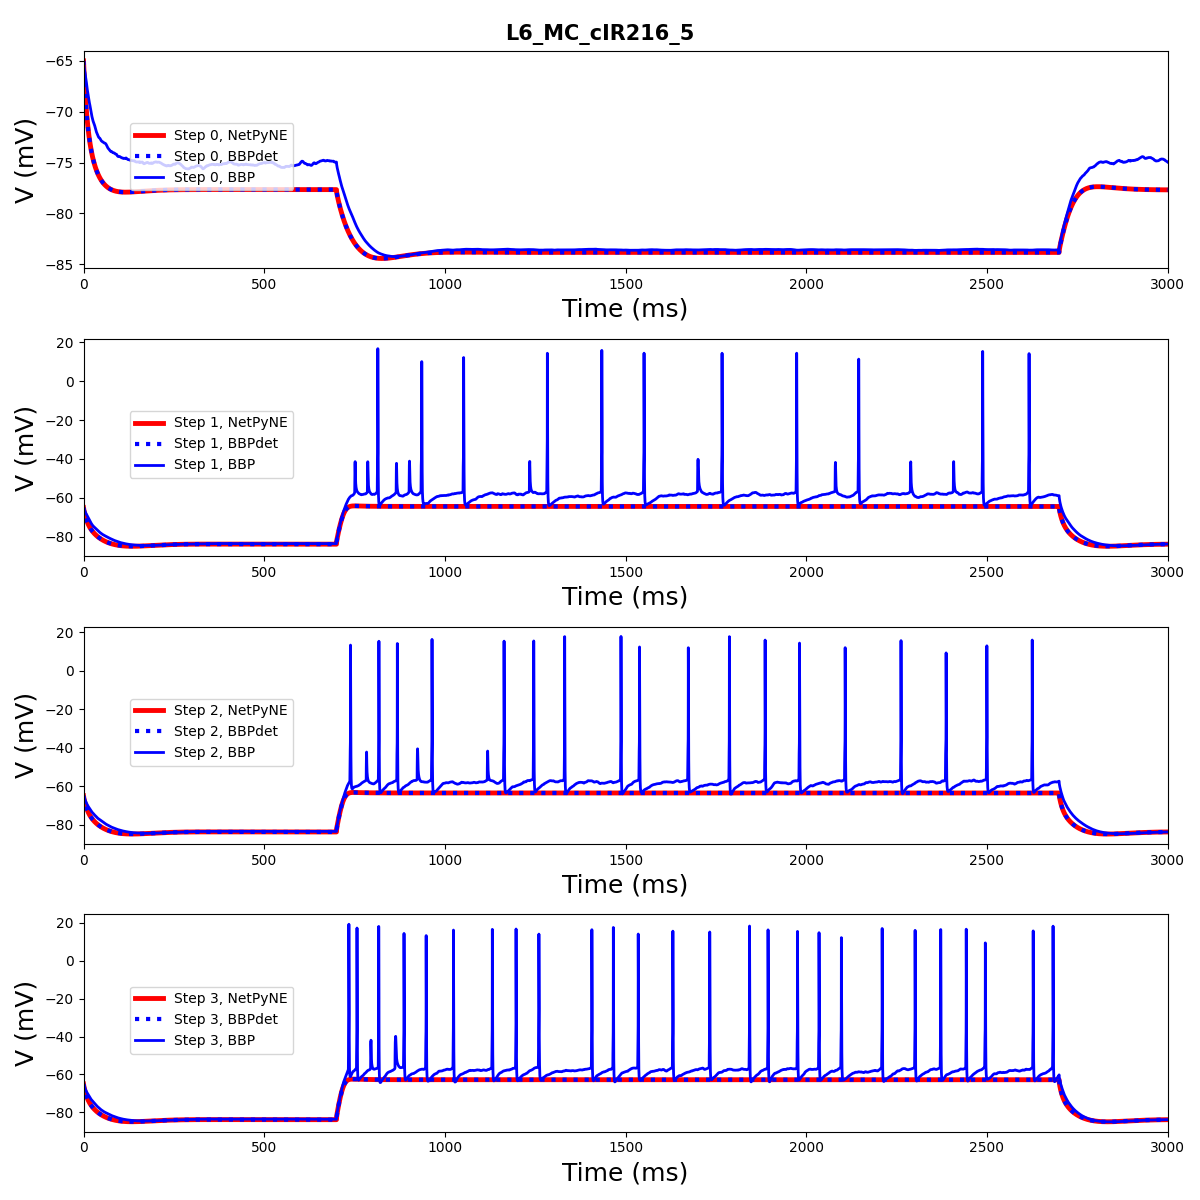 L6_MC_cIR216_5
−65
−70
−75
−80
−85
V (mV)
Step 0, NetPyNE
Step 0, BBPdet
Step 0, BBP
0 500 1000 1500 2000 2500 3000
Time (ms)
20
0
−20
−40
−60
−80
V (mV)
Step 1, NetPyNE
Step 1, BBPdet
Step 1, BBP
0 500 1000 1500 2000 2500 3000
Time (ms)
20
0
−20
−40
−60
−80
V (mV)
Step 2, NetPyNE
Step 2, BBPdet
Step 2, BBP
0 500 1000 1500 2000 2500 3000
Time (ms)
20
0
−20
−40
−60
−80
V (mV)
Step 3, NetPyNE
Step 3, BBPdet
Step 3, BBP
0 500 1000 1500 2000 2500 3000
Time (ms)